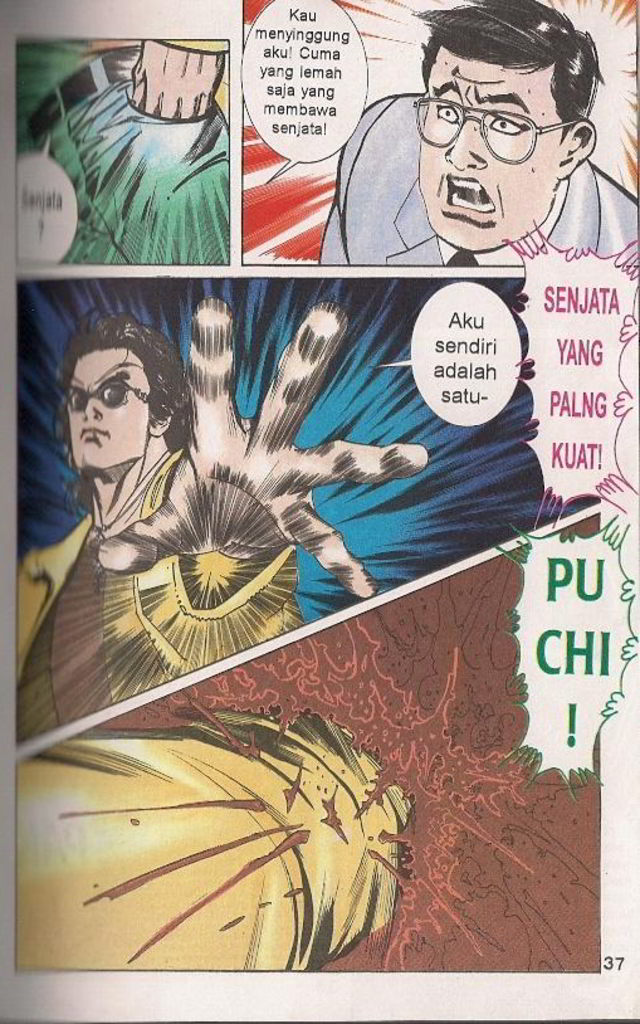 Senjata
?
Kau
menyinggung
aku! Cuma
yang lemah
saja yang
membawa
senjata!
Aku
sendiri
adalah
satu-
SENJATA
YANG
PALNG
KUAT!
PU
CHI
!
37